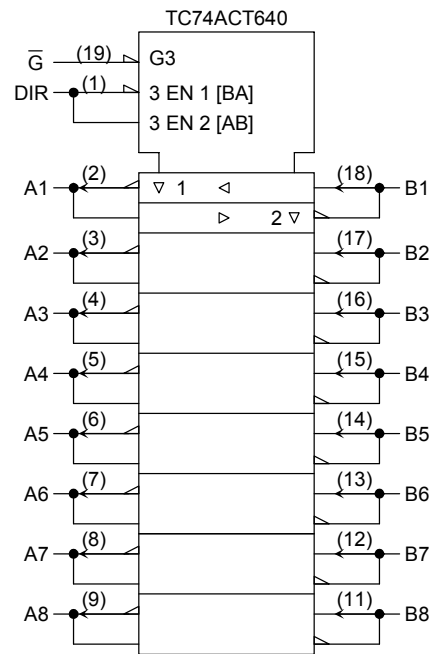 TC74ACT640
G̅ (19) G3
DIR (1) 3 EN 1 [BA]
3 EN 2 [AB]
A1 (2) ▽ 1 ◁ (18) B1
▷ 2 ▽
A2 (3) (17) B2
A3 (4) (16) B3
A4 (5) (15) B4
A5 (6) (14) B5
A6 (7) (13) B6
A7 (8) (12) B7
A8 (9) (11) B8